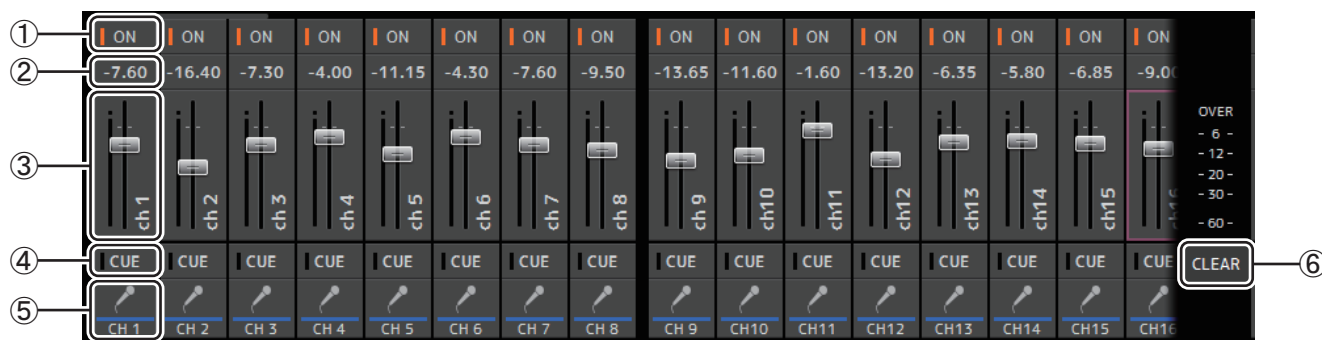 ① ON ON ON ON ON ON ON ON ON ON ON ON ON ON ON ON
② -7.60 -16.40 -7.30 -4.00 -11.15 -4.30 -7.60 -9.50 -13.65 -11.60 -1.60 -13.20 -6.35 -5.80 -6.85 -9.00
OVER
- 6 -
- 12 -
- 20 -
- 30 -
- 60 -
③ ch 1 ch 2 ch 3 ch 4 ch 5 ch 6 ch 7 ch 8 ch 9 ch10 ch11 ch12 ch13 ch14 ch15 ch16
④ CUE CUE CUE CUE CUE CUE CUE CUE CUE CUE CUE CUE CUE CUE CUE CUE CLEAR ⑥
⑤ CH 1 CH 2 CH 3 CH 4 CH 5 CH 6 CH 7 CH 8 CH 9 CH10 CH11 CH12 CH13 CH14 CH15 CH16